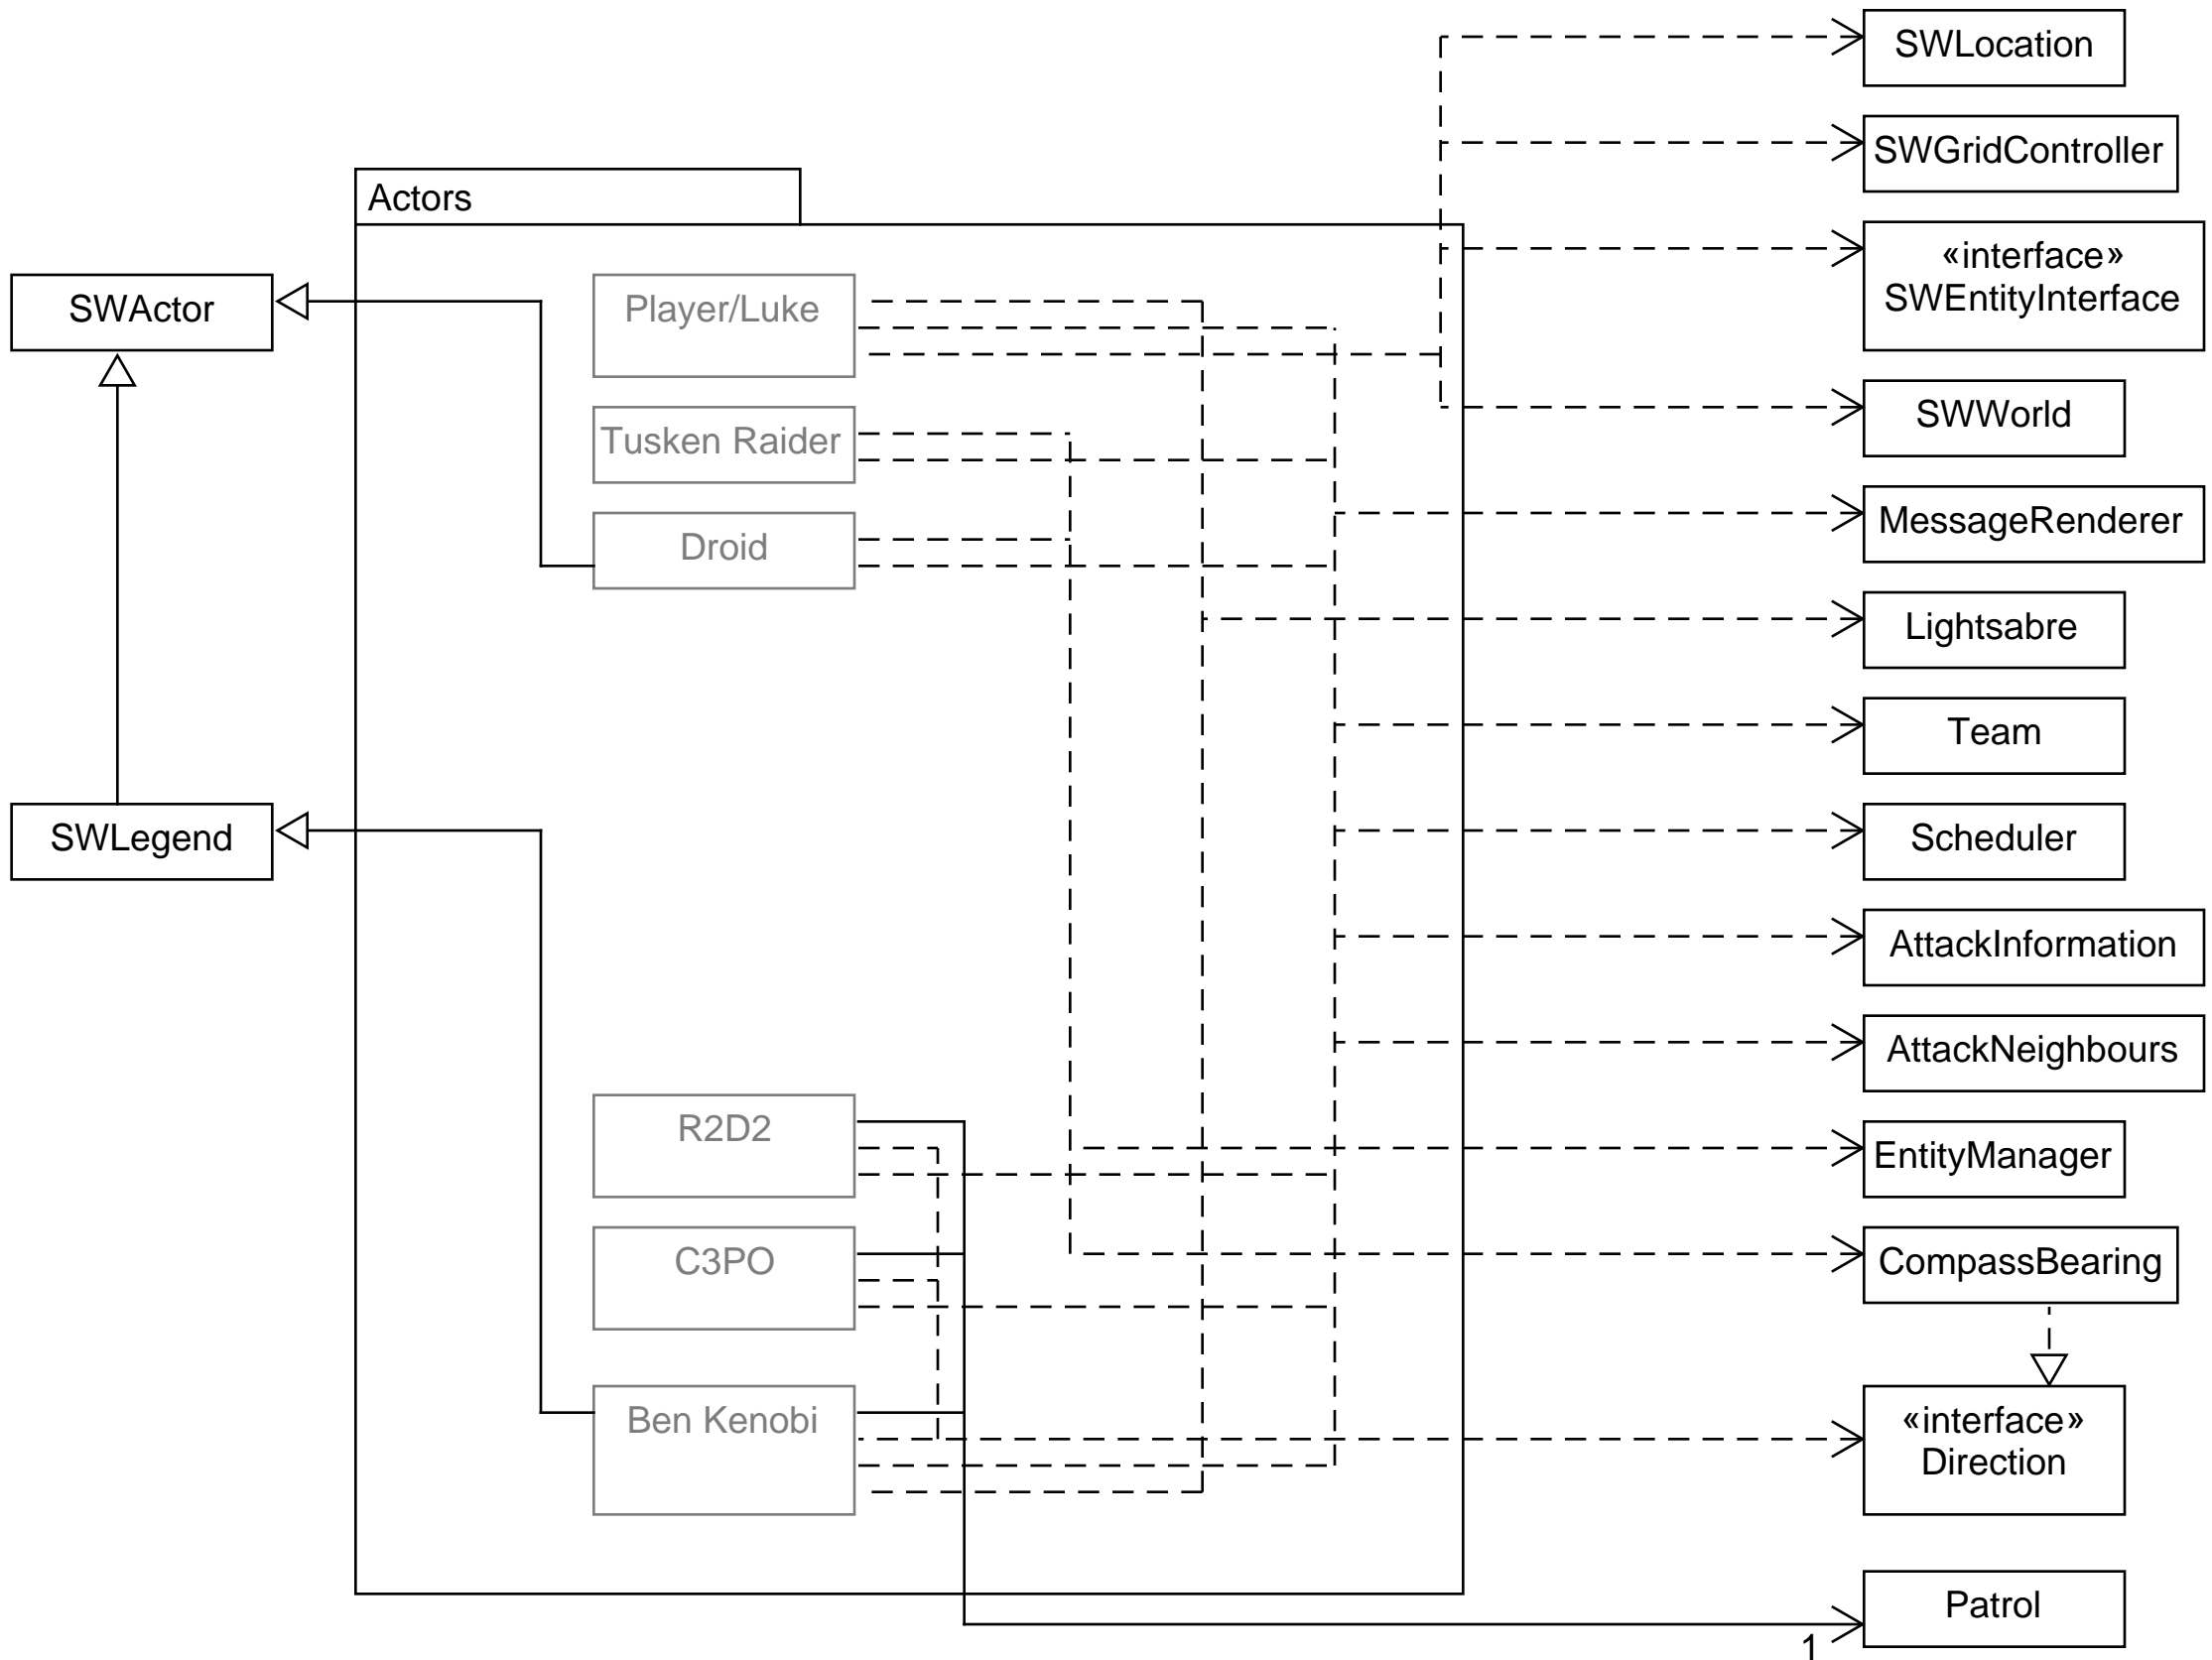 SWLocation
SWGridController
Actors
«interface»
SWEntityInterface
SWActor
Player/Luke
SWWorld
Tusken Raider
MessageRenderer
Droid
Lightsabre
Team
SWLegend
Scheduler
AttackInformation
AttackNeighbours
R2D2
EntityManager
C3PO
CompassBearing
Ben Kenobi
«interface»
Direction
Patrol
1